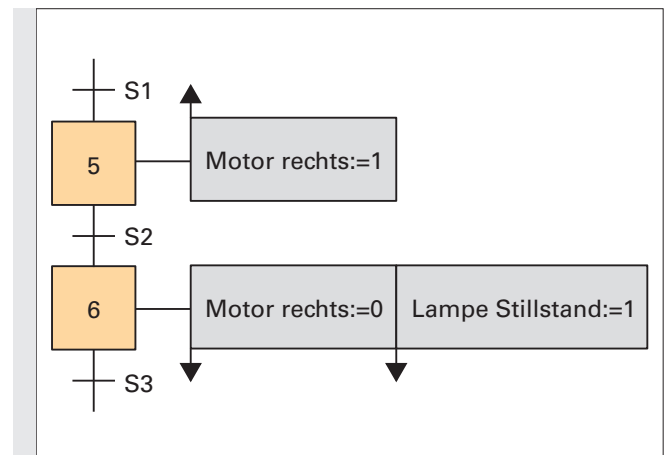 S1
5
Motor rechts:=1
S2
6
Motor rechts:=0
Lampe Stillstand:=1
S3